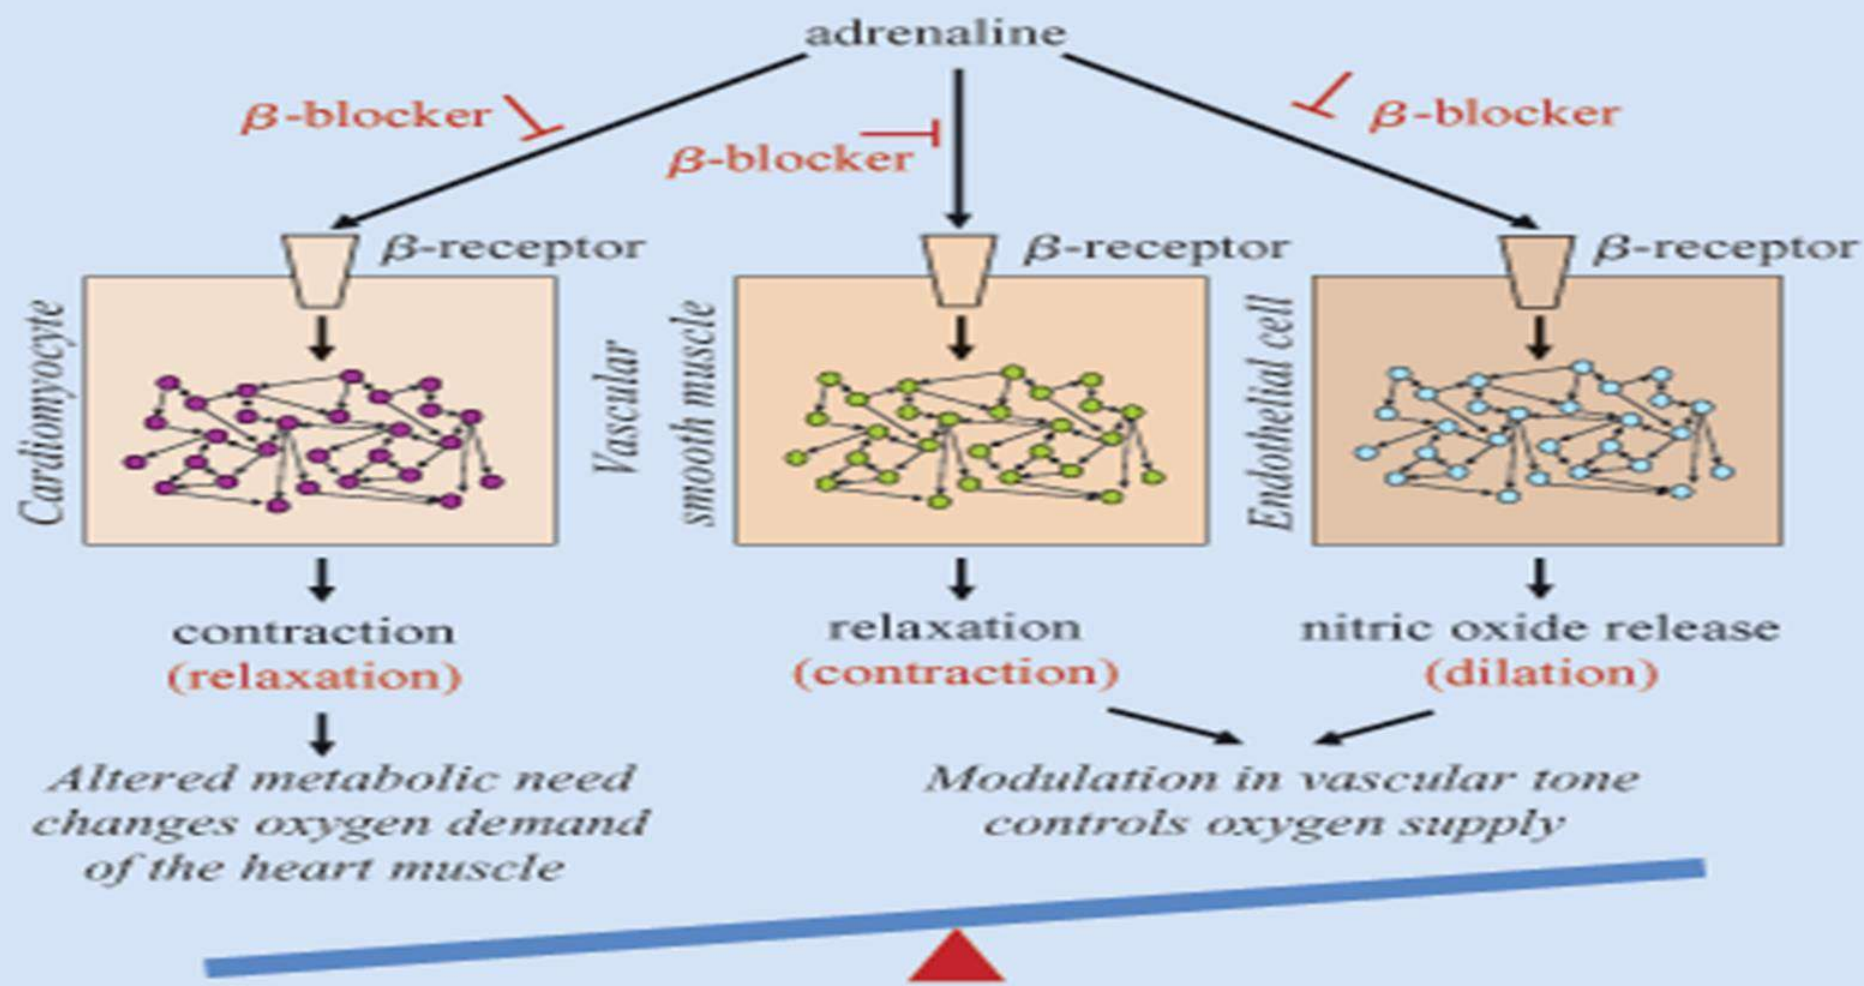 adrenaline
β-blocker
β-blocker
β-blocker
β-receptor
β-receptor
β-receptor
Cardiomyocyte
Vascular
smooth muscle
Endothelial cell
contraction
(relaxation)
relaxation
(contraction)
nitric oxide release
(dilation)
Altered metabolic need
changes oxygen demand
of the heart muscle
Modulation in vascular tone
controls oxygen supply